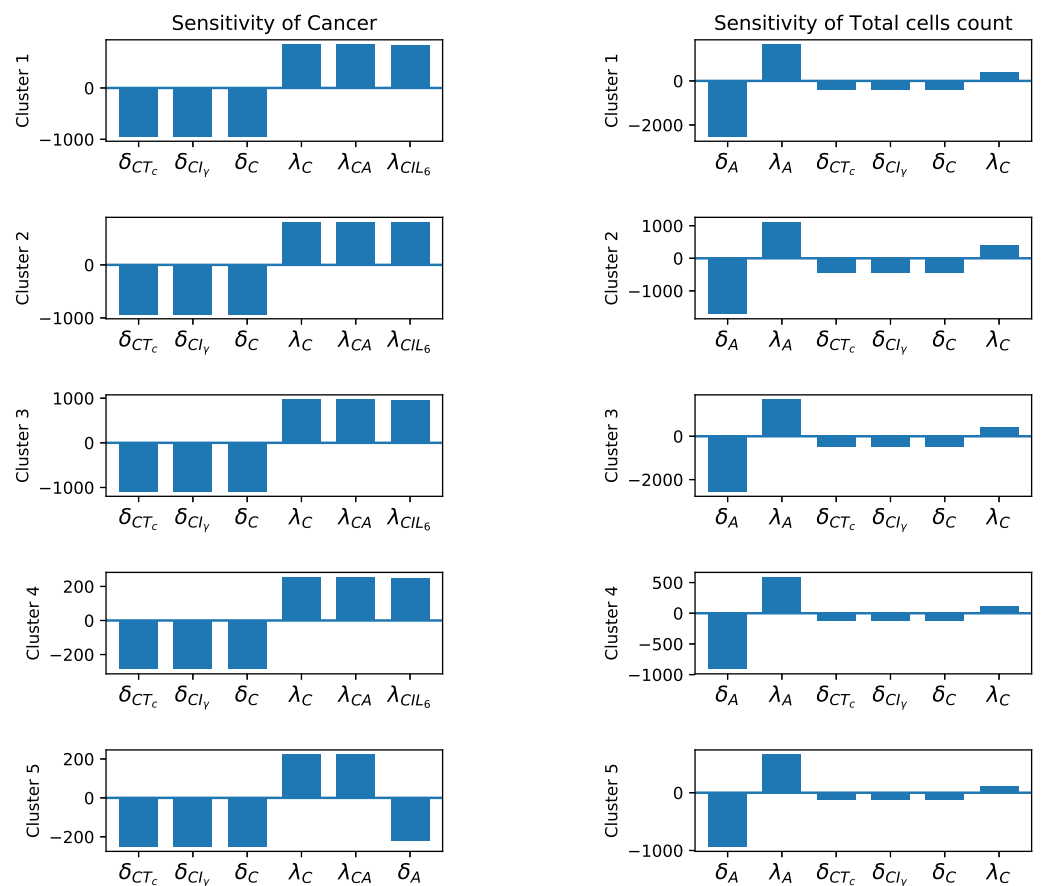 Sensitivity of Cancer
Cluster 1
0
−1000
δ_{CT_c} δ_{CI_γ} δ_C λ_C λ_{CA} λ_{CIL_6}
Cluster 2
0
−1000
δ_{CT_c} δ_{CI_γ} δ_C λ_C λ_{CA} λ_{CIL_6}
Cluster 3
1000
0
−1000
δ_{CT_c} δ_{CI_γ} δ_C λ_C λ_{CA} λ_{CIL_6}
Cluster 4
200
0
−200
δ_{CT_c} δ_{CI_γ} δ_C λ_C λ_{CA} λ_{CIL_6}
Cluster 5
200
0
−200
δ_{CT_c} δ_{CI_γ} δ_C λ_C λ_{CA} δ_A
Sensitivity of Total cells count
Cluster 1
0
−2000
δ_A λ_A δ_{CT_c} δ_{CI_γ} δ_C λ_C
Cluster 2
1000
0
−1000
δ_A λ_A δ_{CT_c} δ_{CI_γ} δ_C λ_C
Cluster 3
0
−2000
δ_A λ_A δ_{CT_c} δ_{CI_γ} δ_C λ_C
Cluster 4
500
0
−500
−1000
δ_A λ_A δ_{CT_c} δ_{CI_γ} δ_C λ_C
Cluster 5
0
−1000
δ_A λ_A δ_{CT_c} δ_{CI_γ} δ_C λ_C